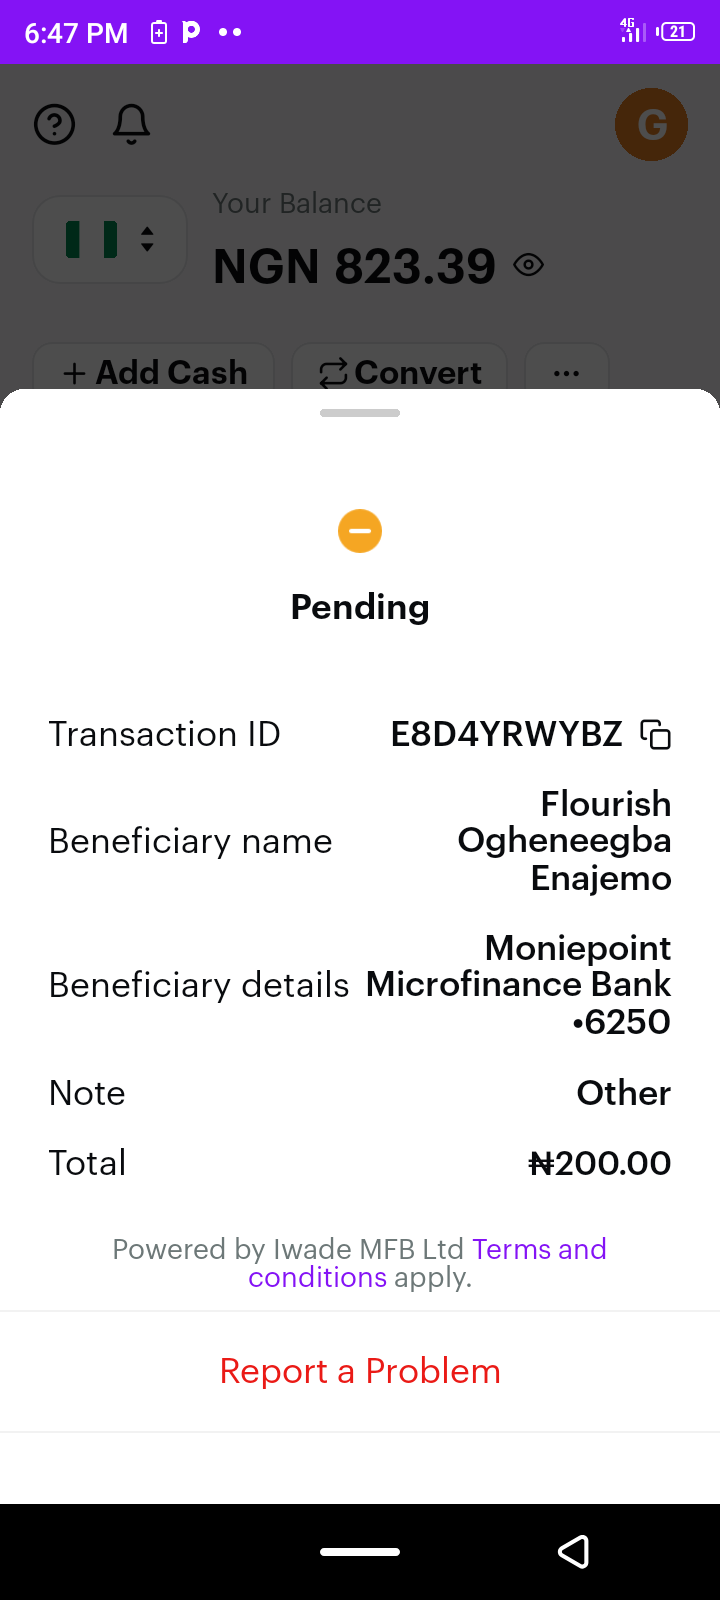 6:47 PM
4G
21
G
Your Balance
NGN 823.39
+ Add Cash
Convert
...
Pending
Transaction ID E8D4YRWYBZ
Beneficiary name Flourish
Ogheneegba
Enajemo
Beneficiary details Moniepoint
Microfinance Bank
•6250
Note Other
Total ₦200.00
Powered by Iwade MFB Ltd Terms and
conditions apply.
Report a Problem